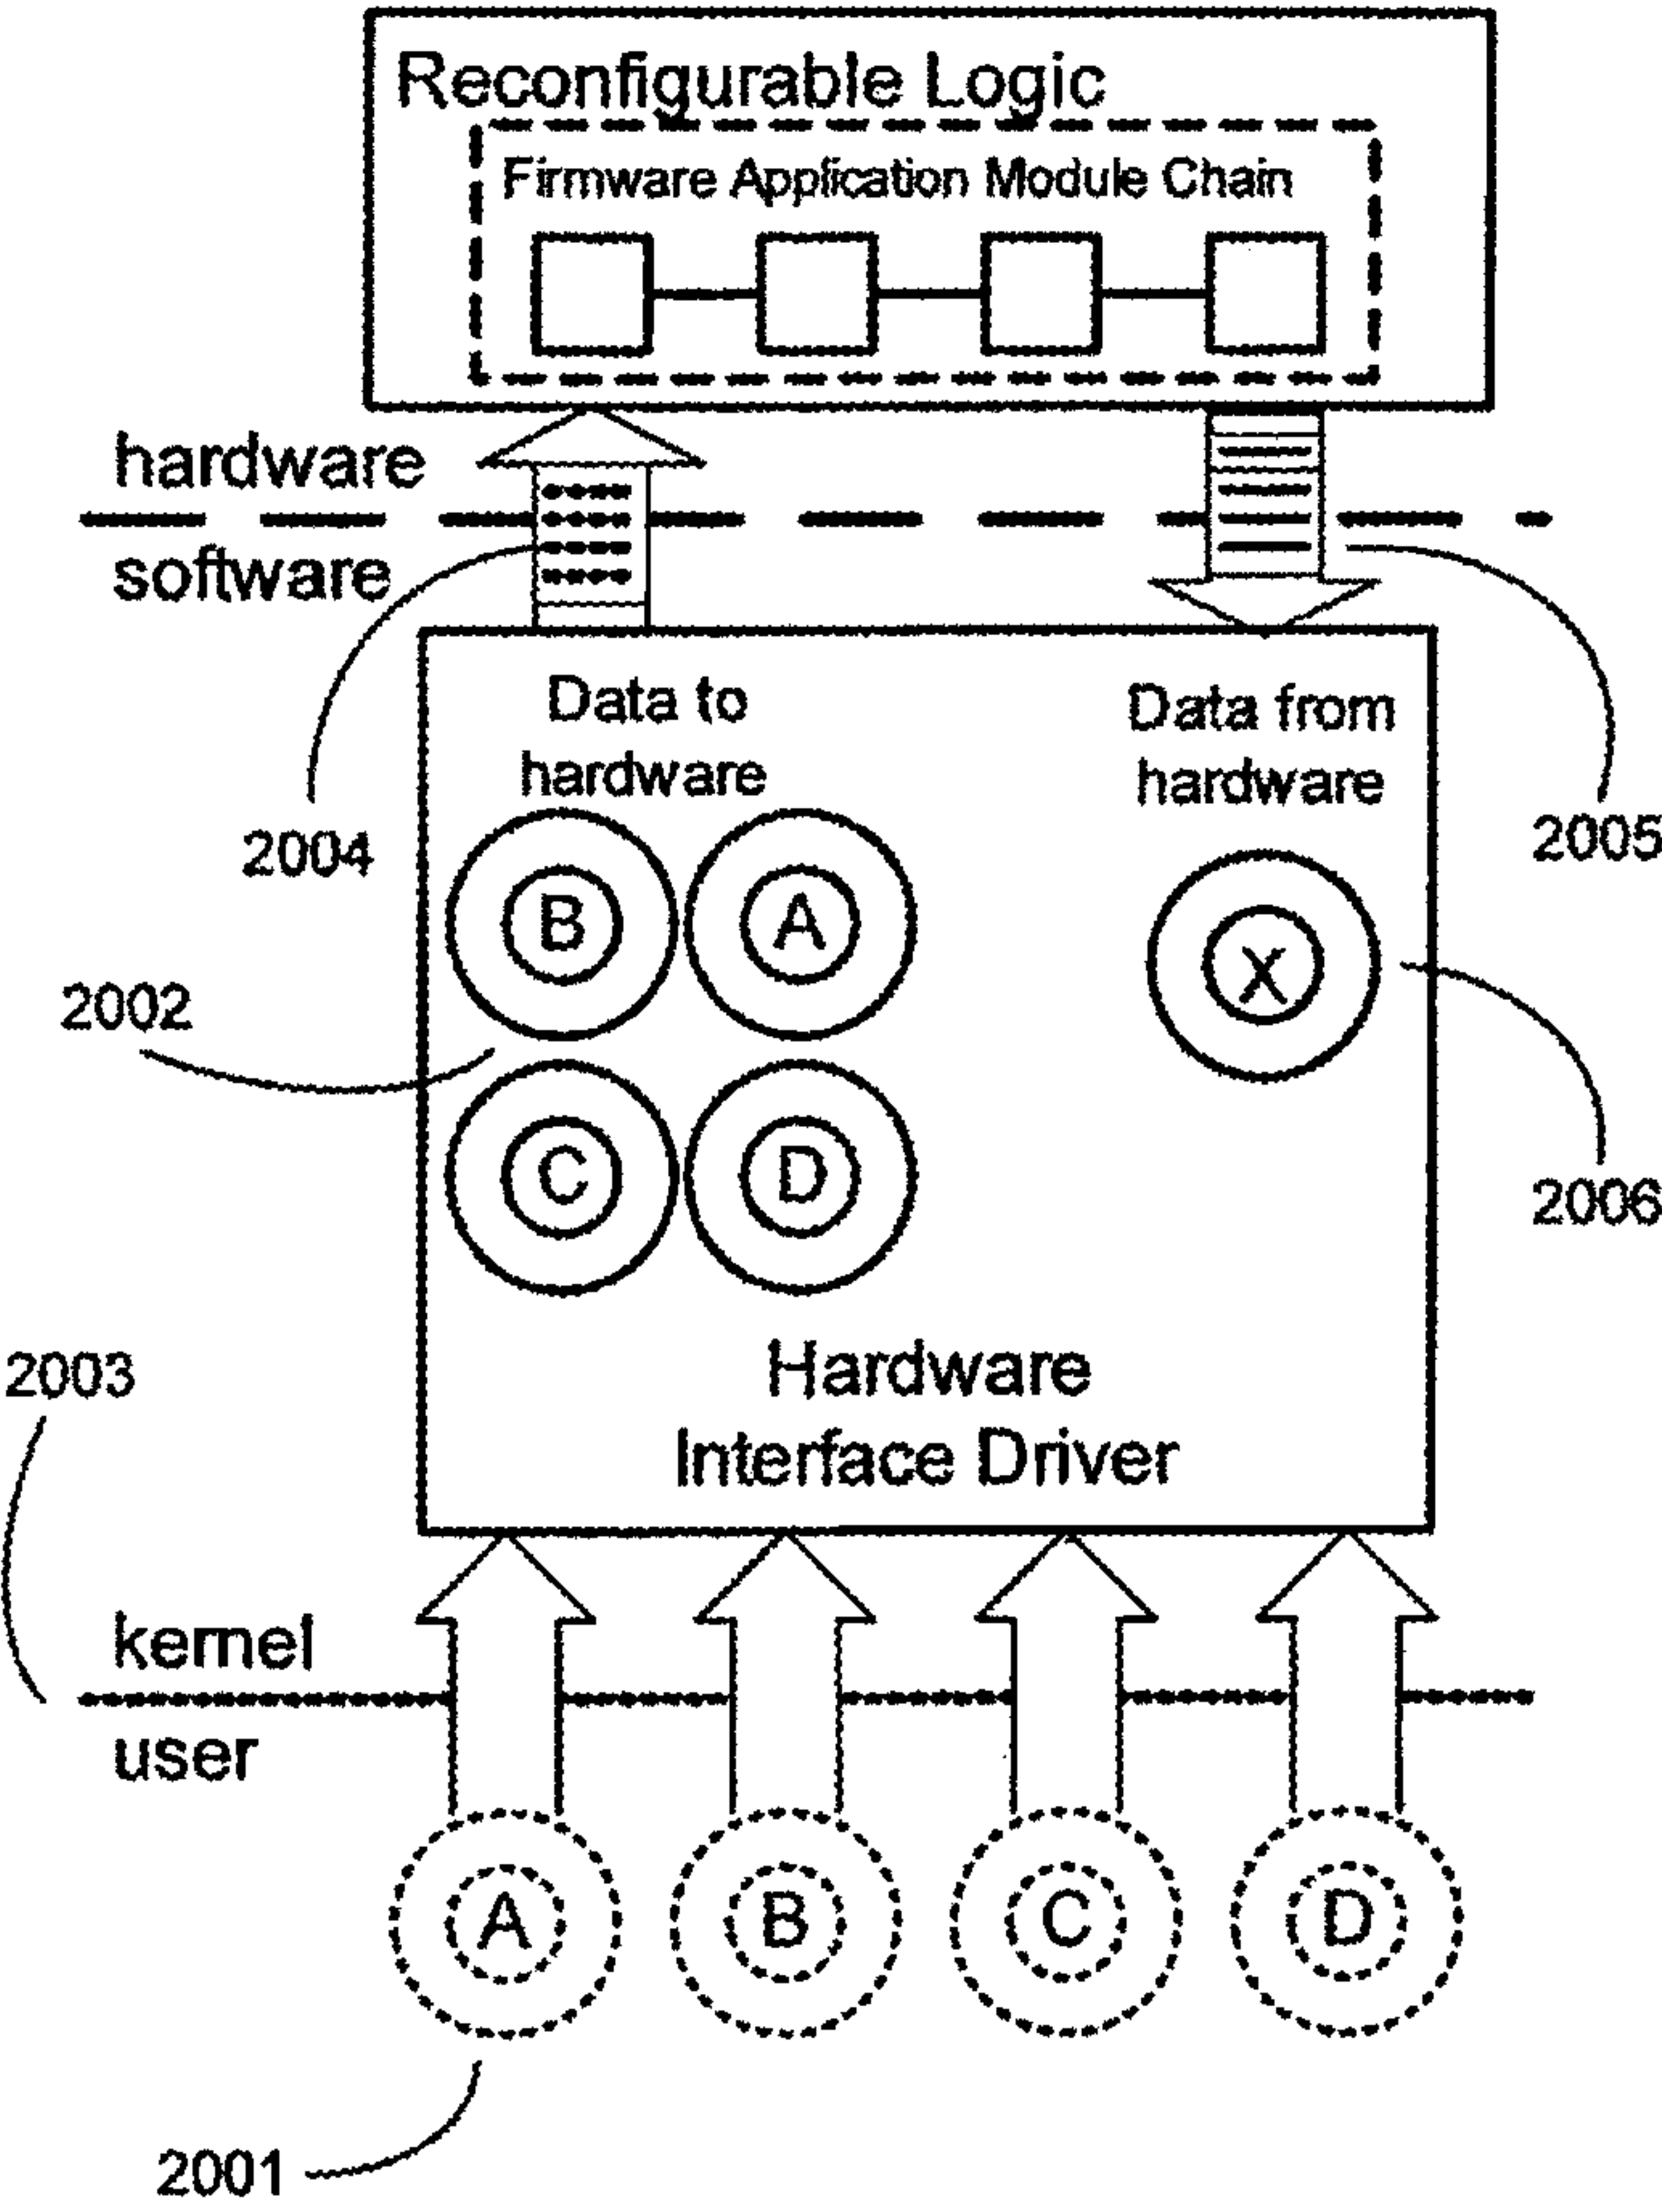 Reconfigurable Logic
Firmware Application Module Chain
hardware
software
Data to
hardware
Data from
hardware
2004
2005
B
A
X
2002
C
D
2006
Hardware
Interface Driver
2003
kernel
user
A
B
C
D
2001